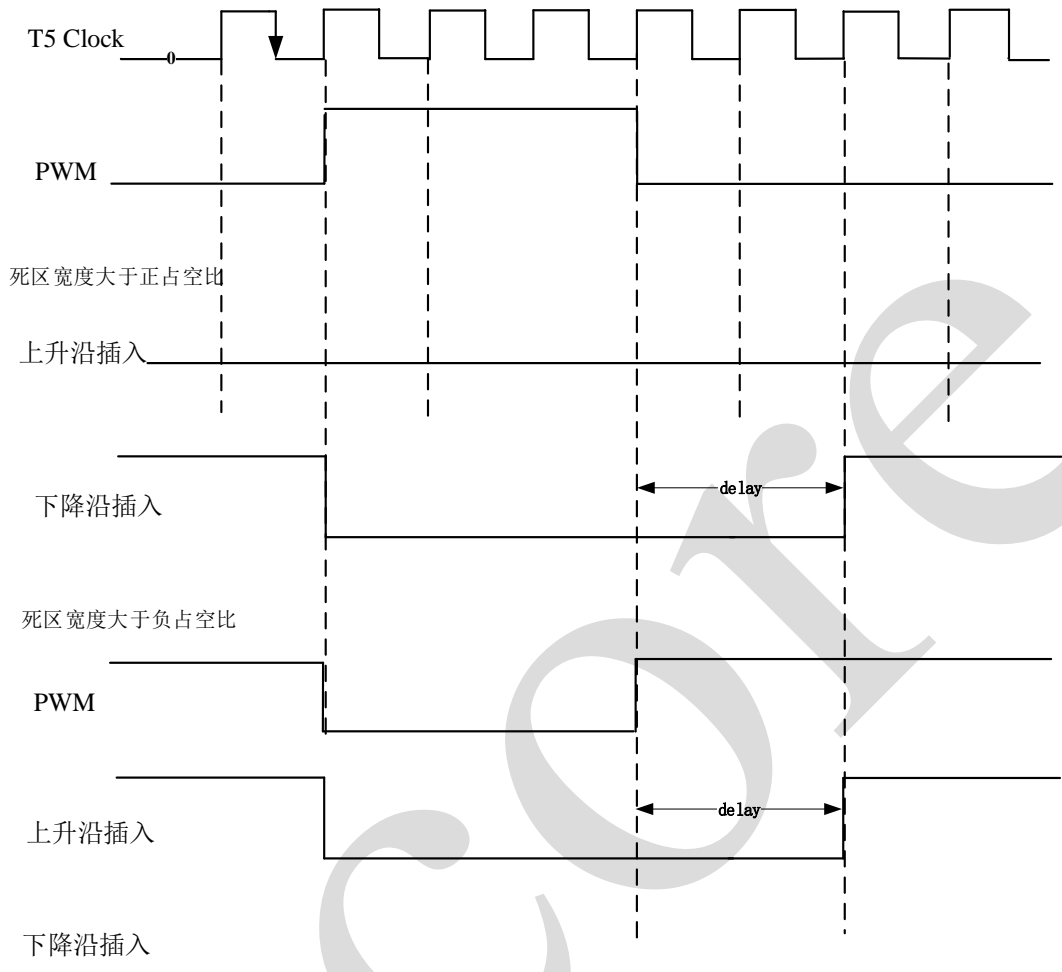 T5 Clock
0
PWM
死区宽度大于正占空比
上升沿插入
下降沿插入
delay
死区宽度大于负占空比
PWM
上升沿插入
delay
下降沿插入
core